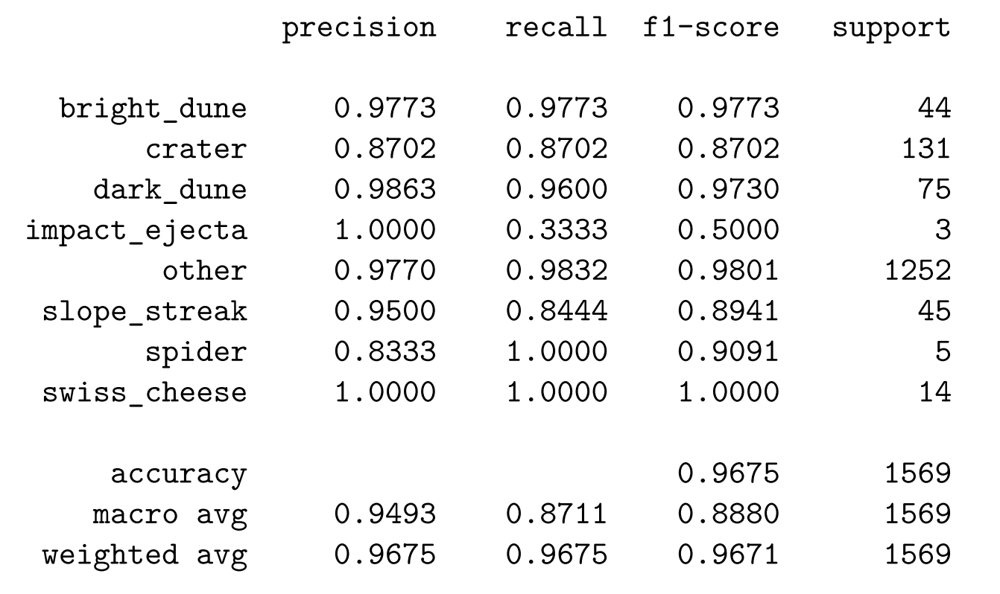 precision recall f1-score support
bright_dune 0.9773 0.9773 0.9773 44
crater 0.8702 0.8702 0.8702 131
dark_dune 0.9863 0.9600 0.9730 75
impact_ejecta 1.0000 0.3333 0.5000 3
other 0.9770 0.9832 0.9801 1252
slope_streak 0.9500 0.8444 0.8941 45
spider 0.8333 1.0000 0.9091 5
swiss_cheese 1.0000 1.0000 1.0000 14
accuracy 0.9675 1569
macro avg 0.9493 0.8711 0.8880 1569
weighted avg 0.9675 0.9675 0.9671 1569